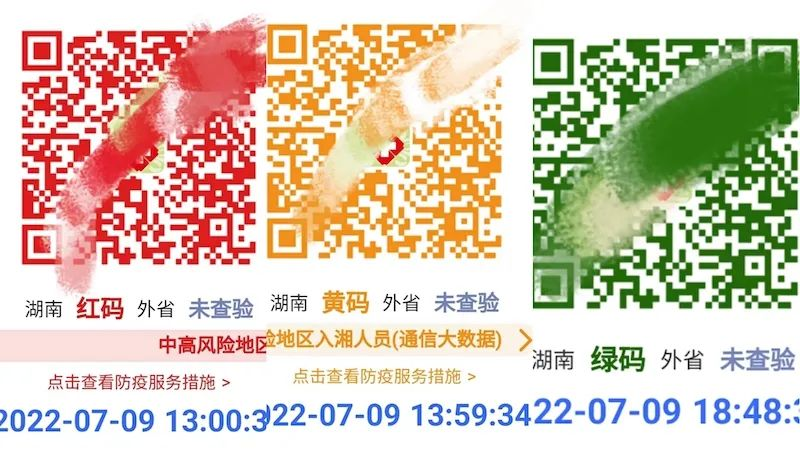 湖南 红码 外省 未查验
中高风险地区
点击查看防疫服务措施 >
2022-07-09 13:00:3
湖南 黄码 外省 未查验
地区入湘人员(通信大数据) >
点击查看防疫服务措施 >
22-07-09 13:59:34
湖南 绿码 外省 未查验
22-07-09 18:48:3